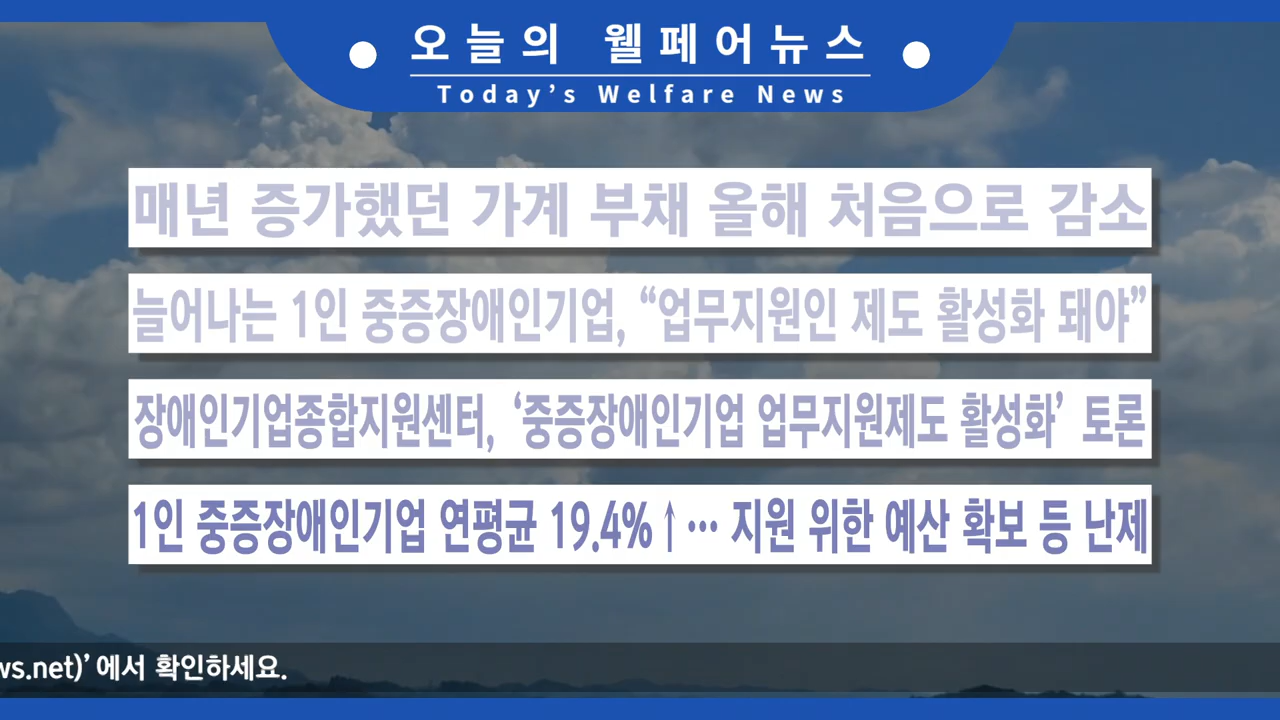 오늘의 웰페어뉴스
Today’s Welfare News
매년 증가했던 가계 부채 올해 처음으로 감소
늘어나는 1인 중증장애인기업, “업무지원인 제도 활성화 돼야”
장애인기업종합지원센터, ‘중증장애인기업 업무지원제도 활성화’ 토론
1인 중증장애인기업 연평균 19.4%↑… 지원 위한 예산 확보 등 난제
ws.net)’에서 확인하세요.